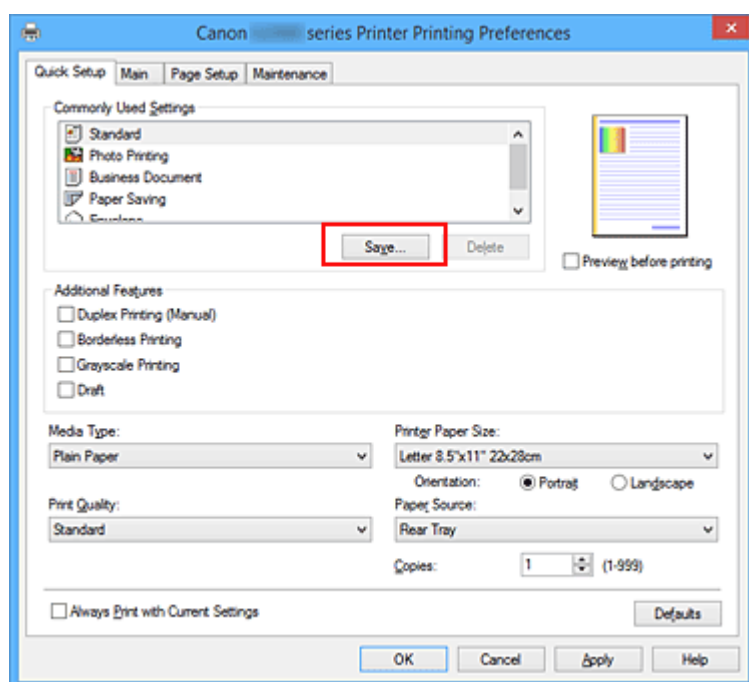 Canon series Printer Printing Preferences
Quick Setup Main Page Setup Maintenance
Commonly Used Settings
Standard
Photo Printing
Business Document
Paper Saving
Envelope
Save... Delete
Preview before printing
Additional Features
Duplex Printing (Manual)
Borderless Printing
Grayscale Printing
Draft
Media Type: Printer Paper Size:
Plain Paper Letter 8.5"x11" 22x28cm
Orientation: Portrait Landscape
Print Quality: Paper Source:
Standard Rear Tray
Copies: 1 (1-999)
Always Print with Current Settings Defaults
OK Cancel Apply Help